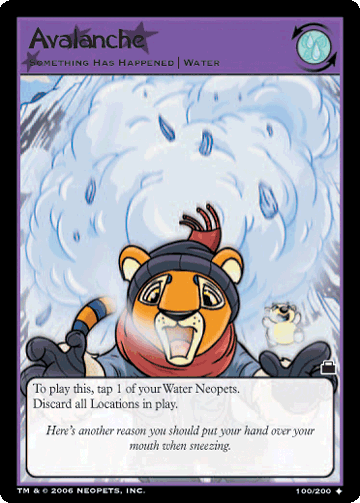 Avalanche
Something Has Happened | Water
To play this, tap 1 of your Water Neopets.
Discard all Locations in play.
Here's another reason you should put your hand over your
mouth when sneezing.
TM & © 2006 NEOPETS, INC.
100/200